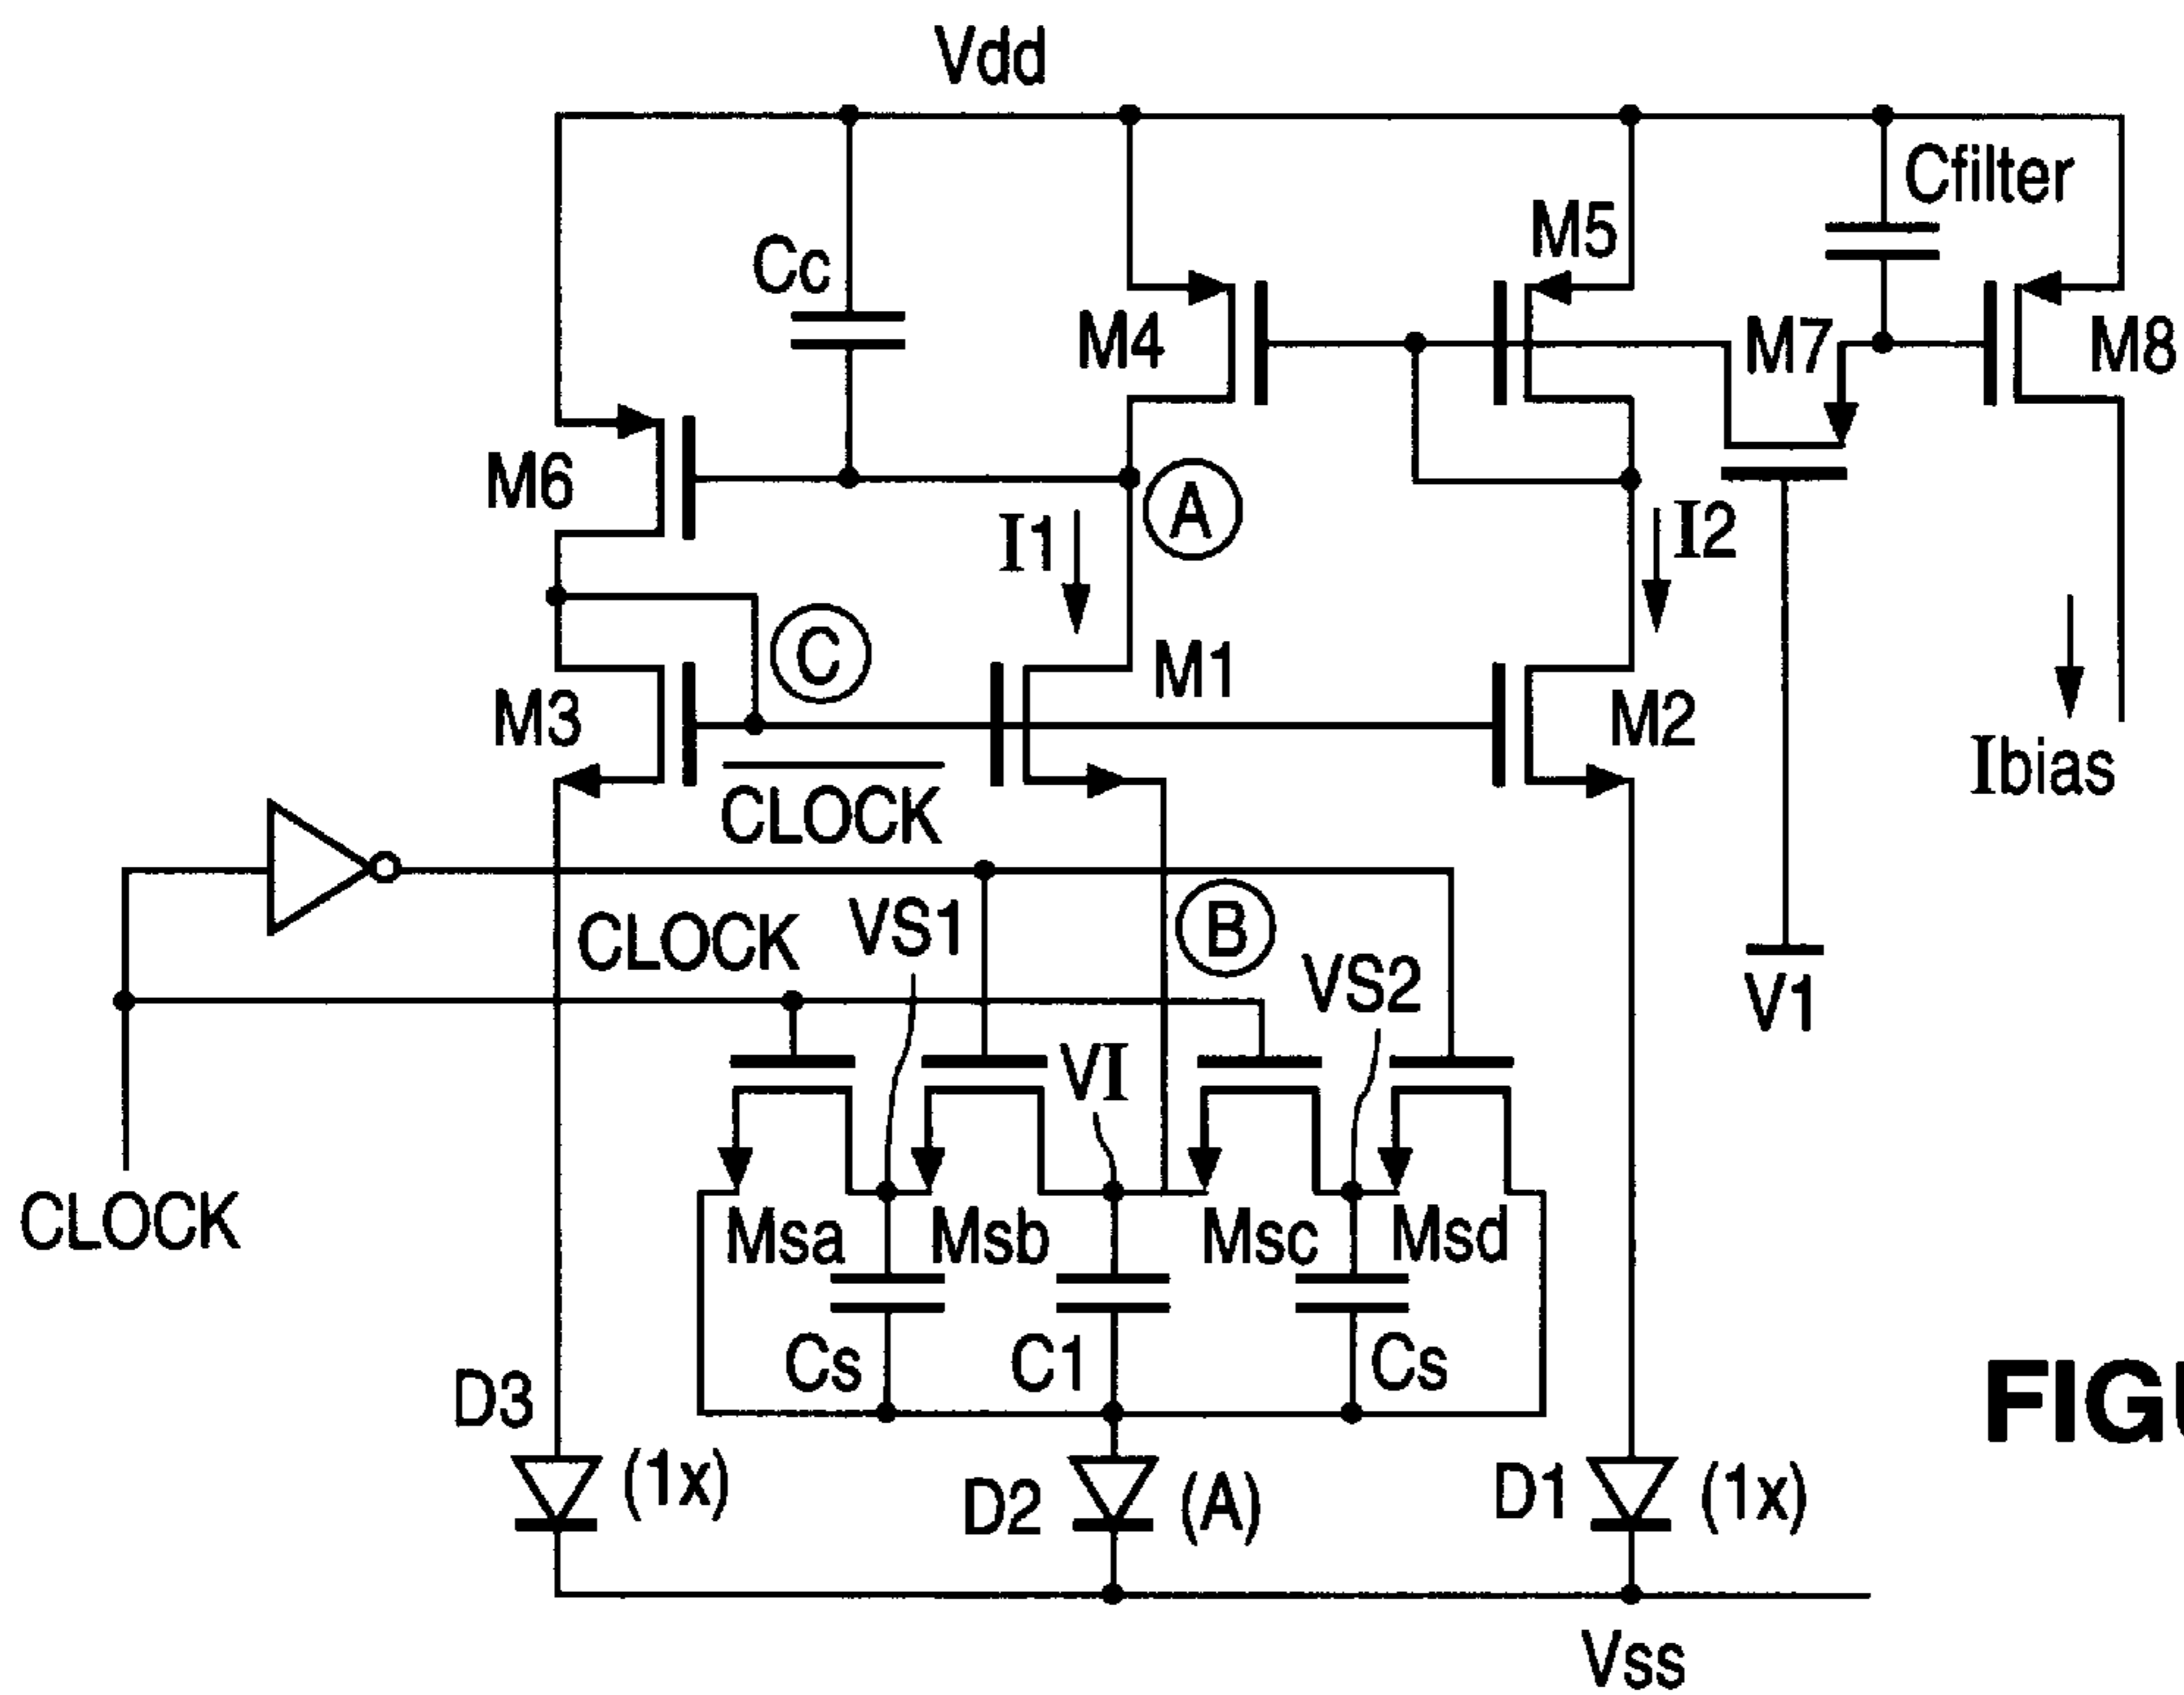 Vdd
Cfilter
M5
Cc
M4
M7
M8
M6
A
I1
I2
C
M1
M3
M2
Ibias
CLOCK
VS1
B
CLOCK
VS2
V1
VI
CLOCK
Msa
Msb
Msc
Msd
Cs
C1
Cs
D3
(1x)
D2
(A)
D1
(1x)
Vss